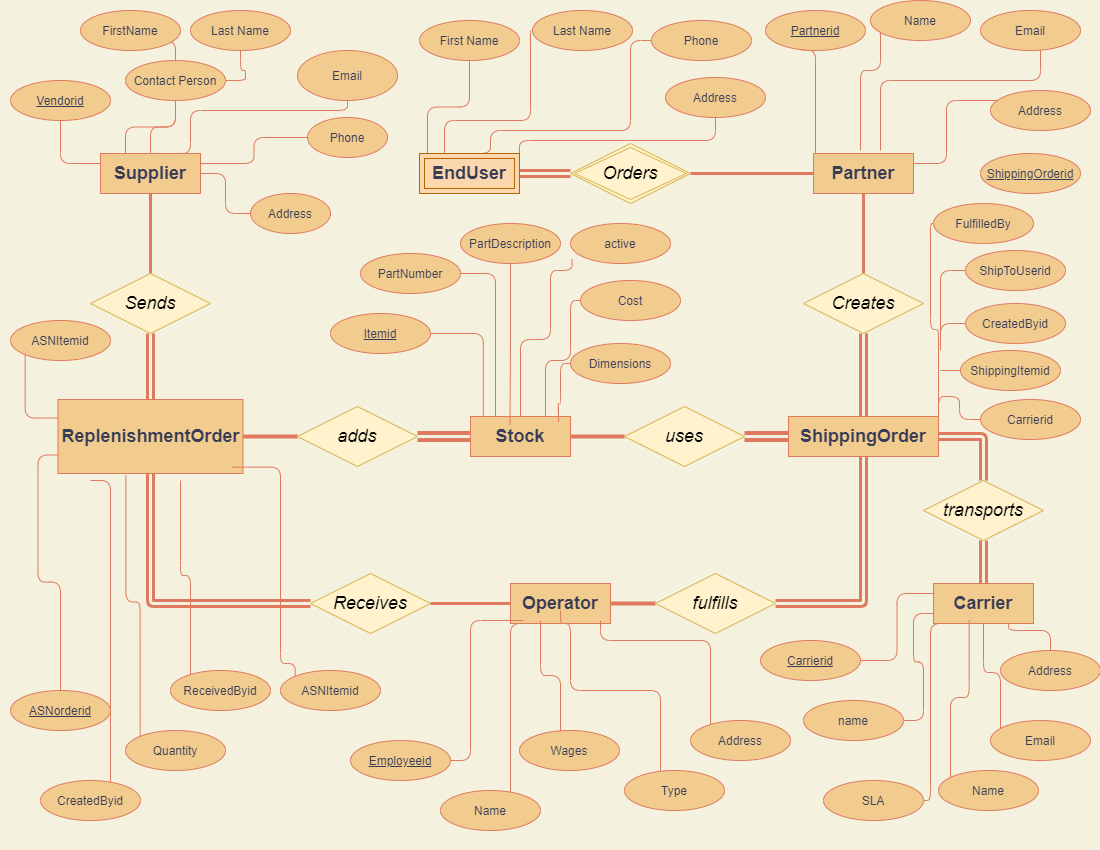 FirstName
Last Name
Contact Person
Vendorid
Email
Phone
Address
Supplier
First Name
Last Name
Phone
Address
EndUser
Orders
Partnerid
Name
Email
Address
Partner
ShippingOrderid
FulfilledBy
ShipToUserid
CreatedByid
ShippingItemid
Carrierid
Sends
PartDescription
active
PartNumber
Cost
Itemid
Dimensions
Creates
ASNItemid
ReplenishmentOrder
adds
Stock
uses
ShippingOrder
transports
Receives
Operator
fulfills
Carrier
ASNorderid
ReceivedByid
ASNItemid
Quantity
CreatedByid
Employeeid
Name
Wages
Type
Address
Carrierid
name
SLA
Name
Email
Address